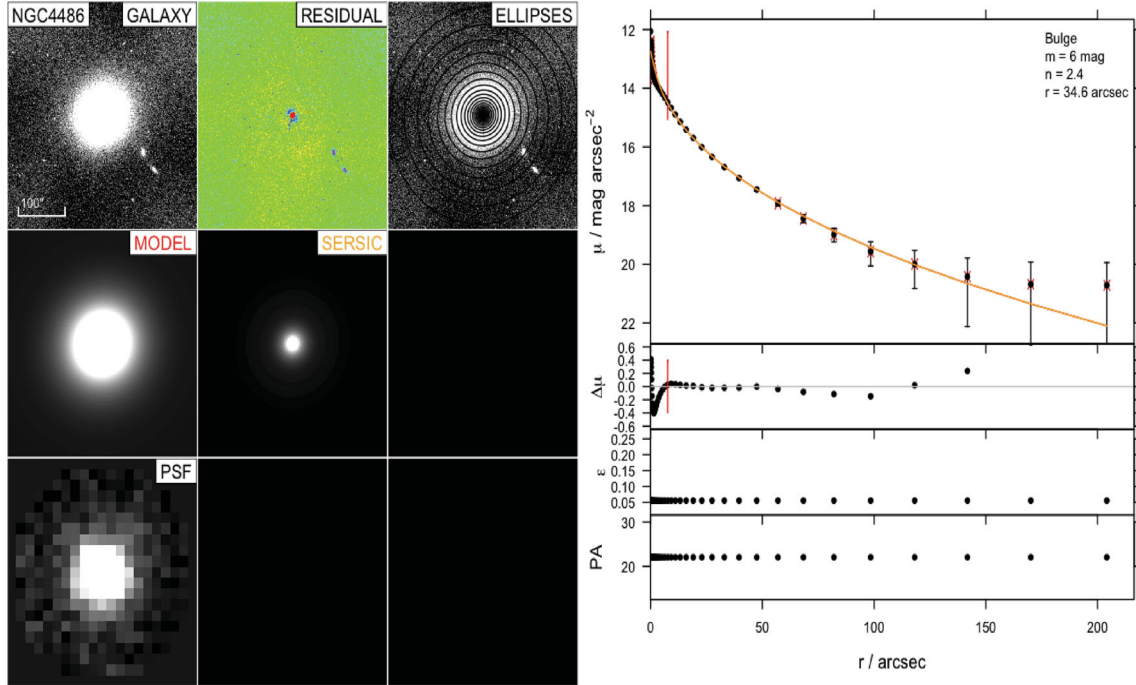 NGC4486 GALAXY
RESIDUAL
ELLIPSES
100"
MODEL
SERSIC
PSF
Bulge
m = 6 mag
n = 2.4
r = 34.6 arcsec
μ / mag arcsec⁻²
12
14
16
18
20
22
Δμ
0.6
0.4
0.2
0.0
-0.2
-0.4
-0.6
ε
0.25
0.15
0.10
0.05
PA
30
20
0 50 100 150 200
r / arcsec